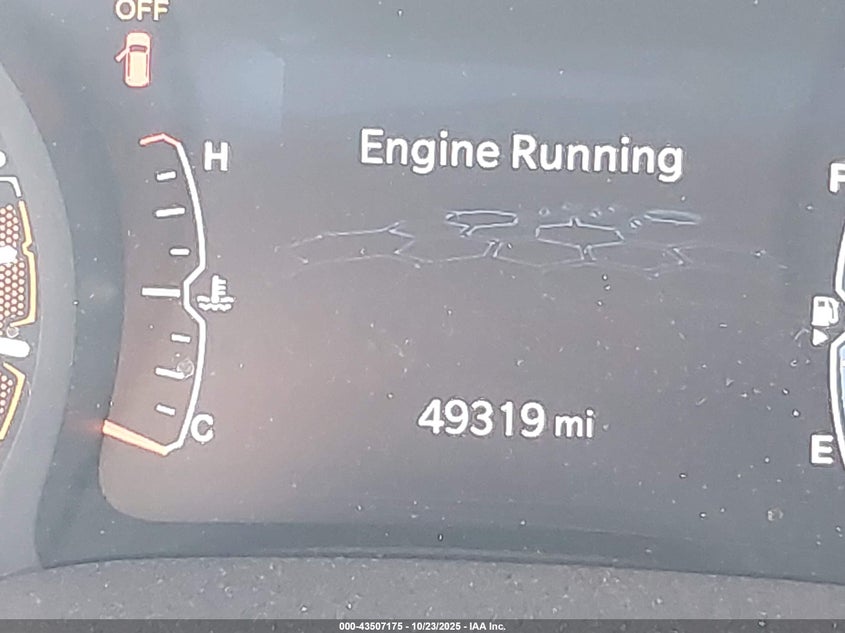 OFF
H
Engine Running
F
C
49319 mi
E
000-43507175 - 10/23/2025 - IAA Inc.